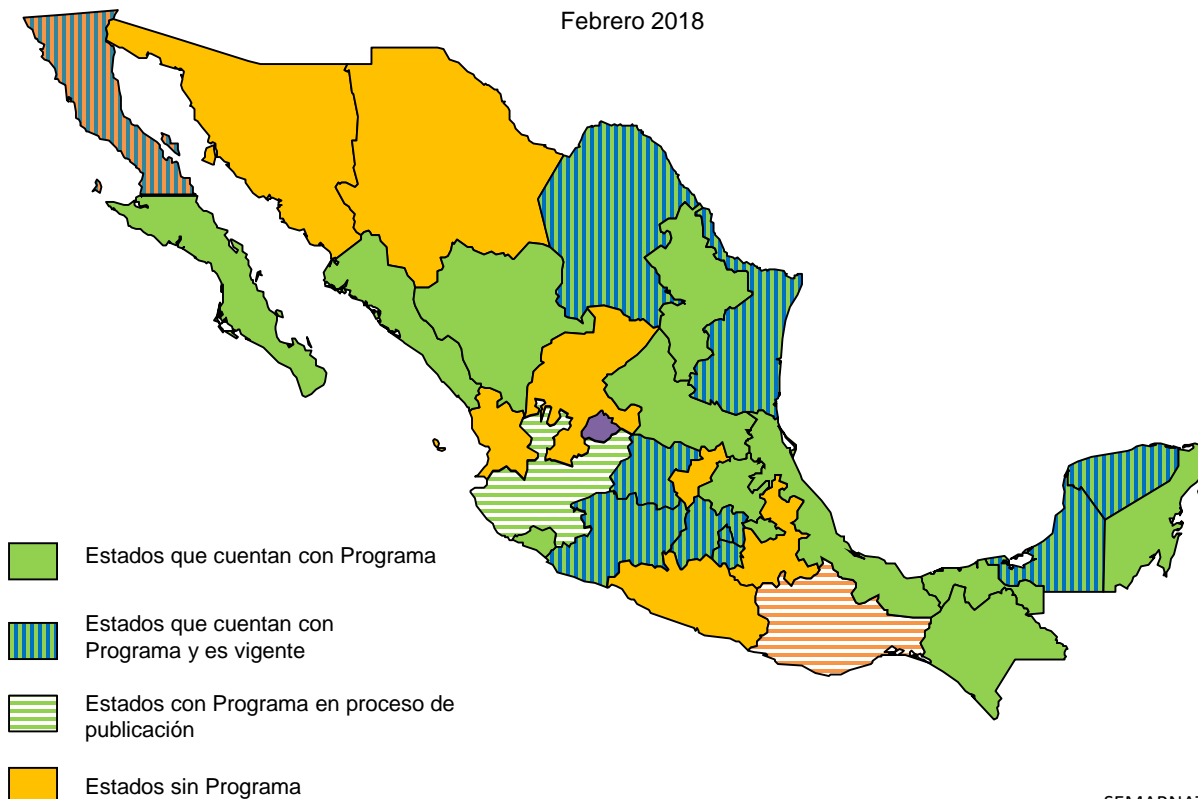 Febrero 2018
Estados que cuentan con Programa
Estados que cuentan con
Programa y es vigente
Estados con Programa en proceso de
publicación
Estados sin Programa